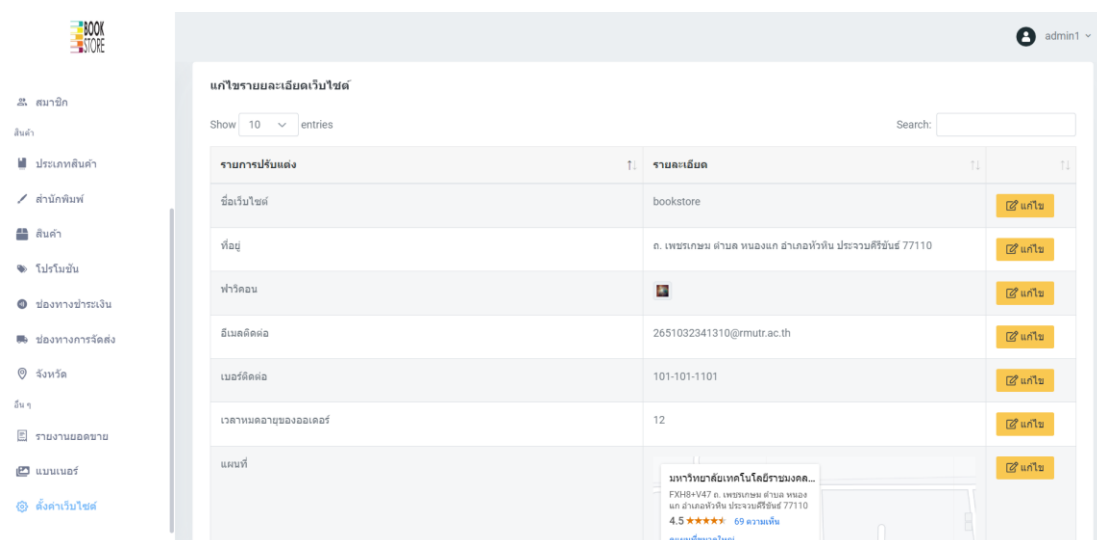 BOOK
STORE
admin1
สมาชิก
สินค้า
ประเภทสินค้า
สำนักพิมพ์
สินค้า
โปรโมชัน
ช่องทางชำระเงิน
ช่องทางการจัดส่ง
จังหวัด
อื่น ๆ
รายงานยอดขาย
แบนเนอร์
ตั้งค่าเว็บไซต์
แก้ไขรายยละเอียดเว็บไซต์
Show 10 entries
Search:
รายการปรับแต่ง รายละเอียด
ชื่อเว็บไซต์ bookstore แก้ไข
ที่อยู่ ถ. เพชรเกษม ตำบล หนองแก อำเภอหัวหิน ประจวบคีรีขันธ์ 77110 แก้ไข
ฟาวิคอน แก้ไข
อีเมลติดต่อ 2651032341310@rmutr.ac.th แก้ไข
เบอร์ติดต่อ 101-101-1101 แก้ไข
เวลาหมดอายุของออเดอร์ 12 แก้ไข
แผนที่ แก้ไข
มหาวิทยาลัยเทคโนโลยีราชมงคล...
FXH8+V47 ถ. เพชรเกษม ตำบล หนอง
แก อำเภอหัวหิน ประจวบคีรีขันธ์ 77110
4.5 69 ความเห็น